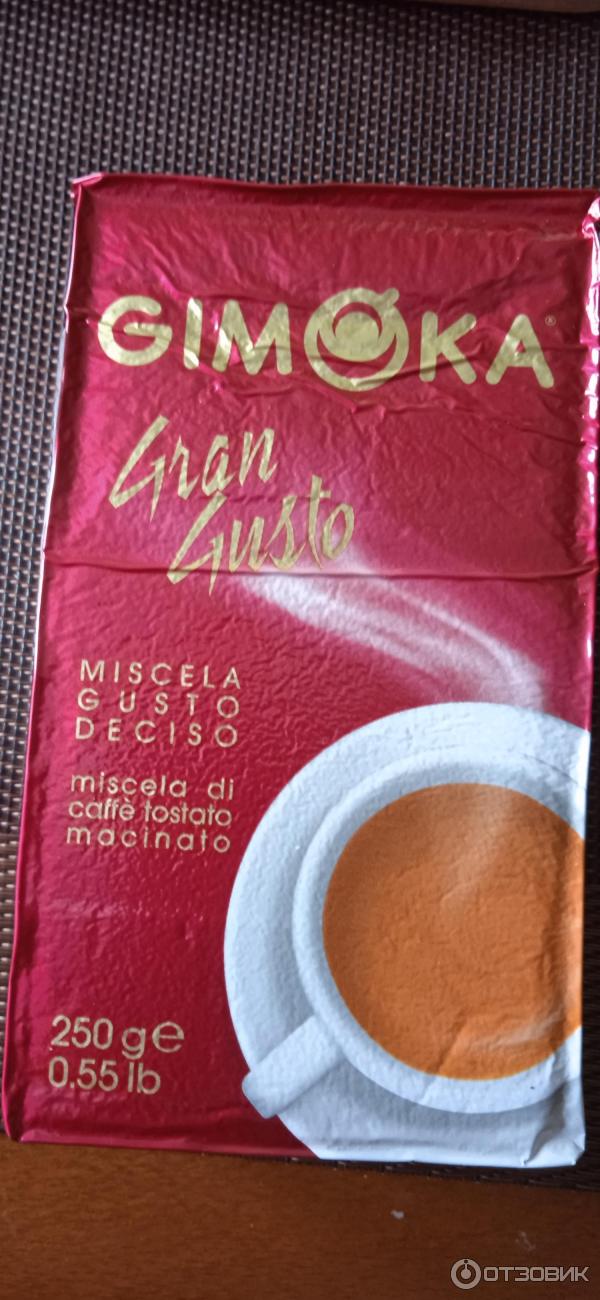 GIMOKA®
Gran
Gusto
MISCELA
GUSTO
DECISO
miscela di
caffè tostato
macinato
250 g e
0.55 lb
ОТЗОВИК